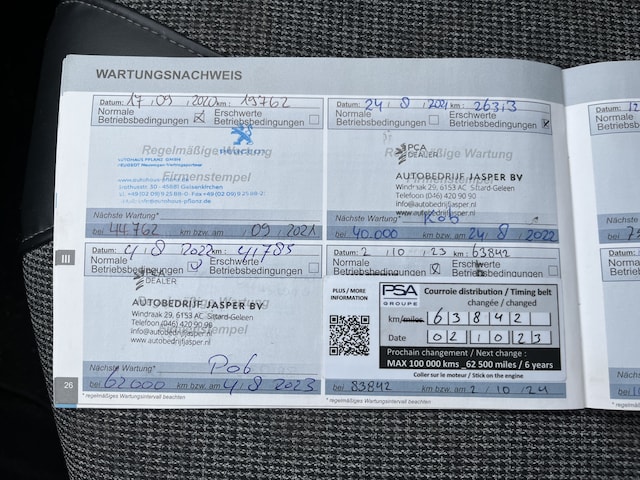 WARTUNGSNACHWEIS
Datum: 17 / 09 / 2020 km: 19762
Normale Betriebsbedingungen
Erschwerte Betriebsbedingungen
Regelmäßige Wartung
AUTOHAUS PFLANZ GMBH
Firmenstempel
45881 Gelsenkirchen
Nächste Wartung*
bei 44762 km bzw. am / 09 / 2021
Datum: 24 / 8 / 2021 km: 26313
Normale Betriebsbedingungen
Erschwerte Betriebsbedingungen
PCA DEALER
AUTOBEDRIJF JASPER BV
Windraak 29, 6153 AC Sittard-Geleen
Telefoon (046) 420 90 90
info@autobedrijfjasper.nl
www.autobedrijfjasper.nl
Nächste Wartung* Rob
bei 40.000 km bzw. am 24 / 8 / 2022
4 / 8 / 2022 km: 41785
Normale Betriebsbedingungen
Erschwerte Betriebsbedingungen
PCA DEALER
AUTOBEDRIJF JASPER BV
Windraak 29, 6153 AC Sittard-Geleen
Telefoon (046) 420 90 90
Firmenstempel
info@autobedrijfjasper.nl
www.autobedrijfjasper.nl
Nächste Wartung* Rob
bei 62000 km bzw. am 4 / 8 / 2023
Datum: 2 / 10 / 23 km: 63842
Normale Betriebsbedingungen
Erschwerte Betriebsbedingungen
PLUS / MORE INFORMATION
PSA GROUPE
Courroie distribution / Timing belt
changée / changed
km/miles 63842
Date 02 10 23
Prochain changement / Next change :
MAX 100 000 kms _62 500 miles / 6 years
Coller sur le moteur / Stick on the engine
bei 83842 km bzw. am 2 / 10 / 24
III
26
* regelmäßiges Wartungsintervall beachten
* regelmäßiges Wartungsintervall beachten
Datum: 12
Normale
Betriebsbed
Nächste W